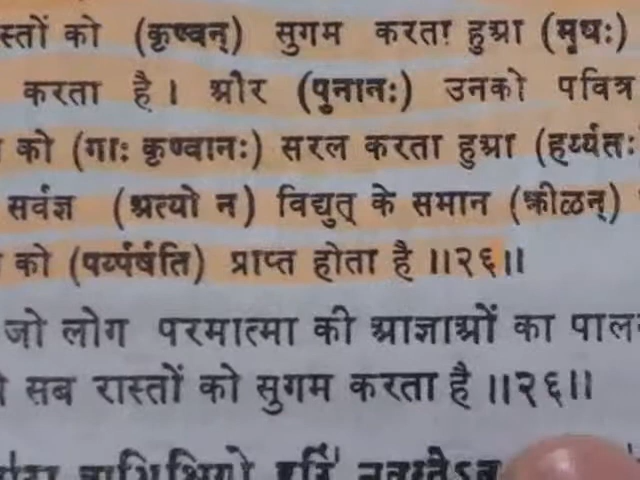 स्तों को (कृष्वन्) सुगम करता हुआ (मृधः)
करता है। और (पुनानः) उनको पवित्र
को (गाः कृण्वानः) सरल करता हुआ (हर्य्यतः
सर्वज्ञ (अत्यो न) विद्युत् के समान (क्रीळन्)
को (पर्य्यर्षति) प्राप्त होता है ॥२६॥
जो लोग परमात्मा की आज्ञाओं का पाल
सब रास्तों को सुगम करता है ॥२६॥